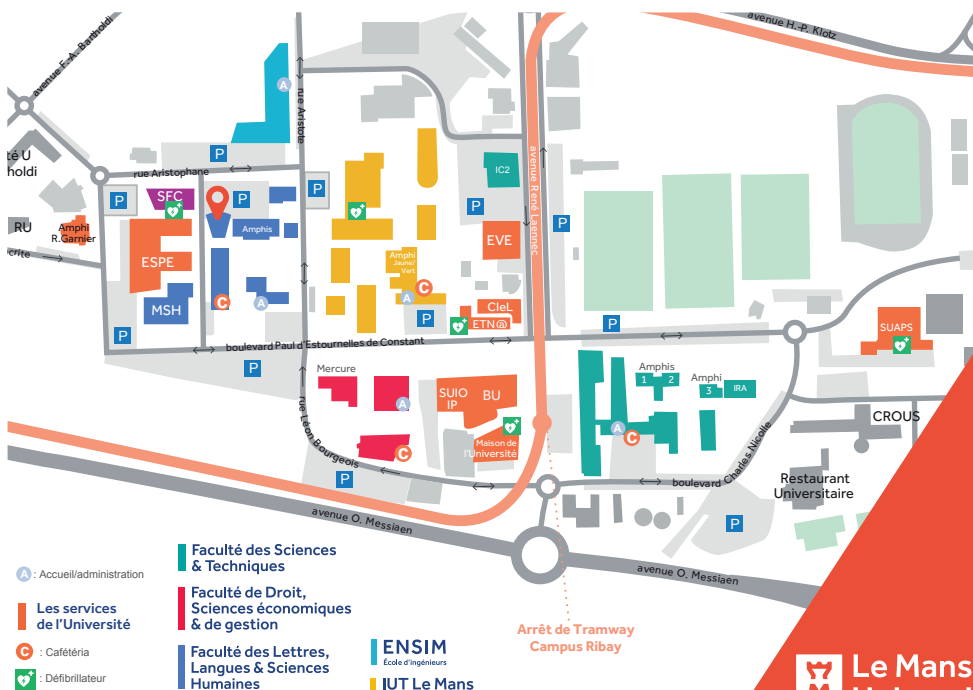 avenue F.-A. Bartholdi
avenue H.-P. Klotz
A
rue Aristote
té U
holdi
P
rue Aristophane
IC2
avenue René Laennec
SFC
P
P
P
P
P
RU
Amphi
R.Garnier
Amphis
EVE
crite
ESPE
Amphi
Jaune/
Vert
MSH
C
A
A
C
CleL
ETN@
P
P
P
SUAPS
boulevard Paul d'Estournelles de Constant
P
Mercure
Amphis
1 2
Amphi
3
IRA
SUIO
IP
BU
A
rue Léon Bourgeois
C
Maison de
l'Université
A
C
CROUS
boulevard Charles Nicolle
P
Restaurant
Universitaire
avenue O. Messiaen
P
avenue O. Messiaen
A : Accueil/administration
Les services
de l'Université
C : Cafétéria
: Défibrillateur
Faculté des Sciences
& Techniques
Faculté de Droit,
Sciences économiques
& de gestion
Faculté des Lettres,
Langues & Sciences
Humaines
ENSIM
École d'ingénieurs
IUT Le Mans
Arrêt de Tramway
Campus Ribay
Le Mans